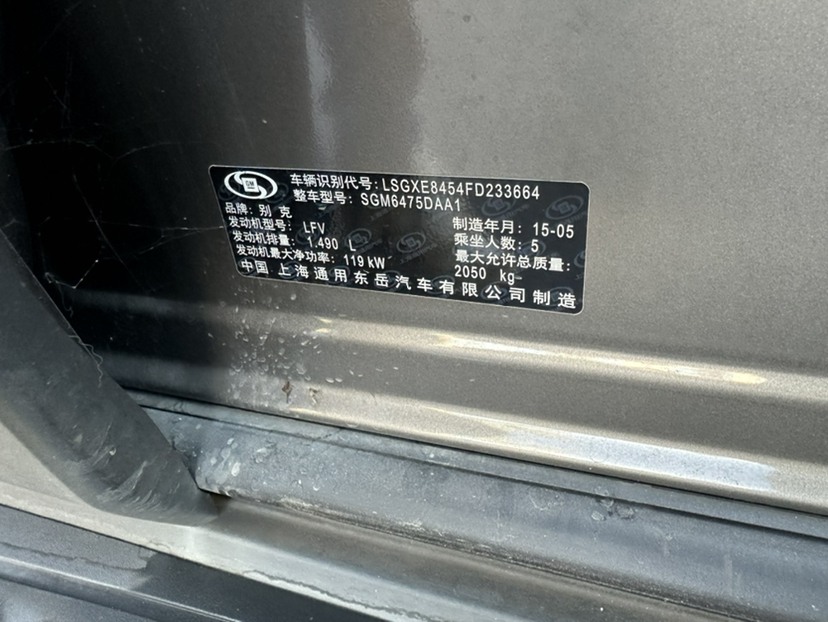 GM
车辆识别代号: LSGXE8454FD233664
整车型号: SGM6475DAA1
品牌: 别克
发动机型号: LFV
发动机排量: 1.490 L
发动机最大净功率: 119 kW
制造年月: 15-05
乘坐人数: 5
最大允许总质量:
2050 kg
中国上海通用东岳汽车有限公司制造